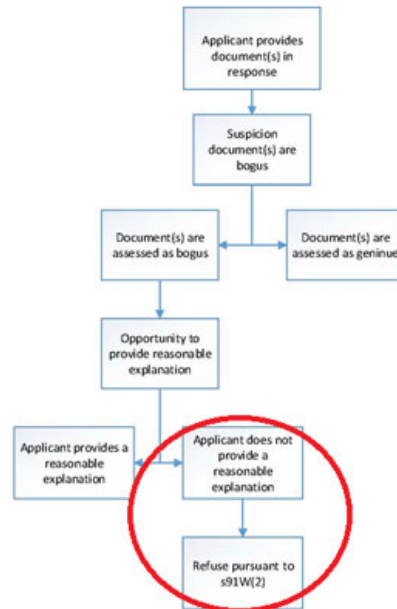 Applicant provides
document(s) in
response
Suspicion
document(s) are
bogus
Document(s) are
assessed as bogus
Document(s) are
assessed as geninue
Opportunity to
provide reasonable
explanation
Applicant provides a
reasonable
explanation
Applicant does not
provide a
reasonable
explanation
Refuse pursuant to
s91W(2)